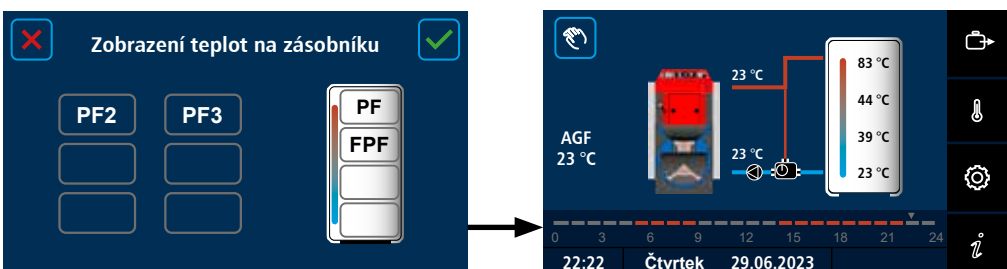 Zobrazení teplot na zásobníku
PF2 PF3
PF
FPF
AGF
23 °C
23 °C
23 °C
83 °C
44 °C
39 °C
23 °C
0 3 6 9 12 15 18 21 24
22:22 Čtvrtek 29.06.2023
i